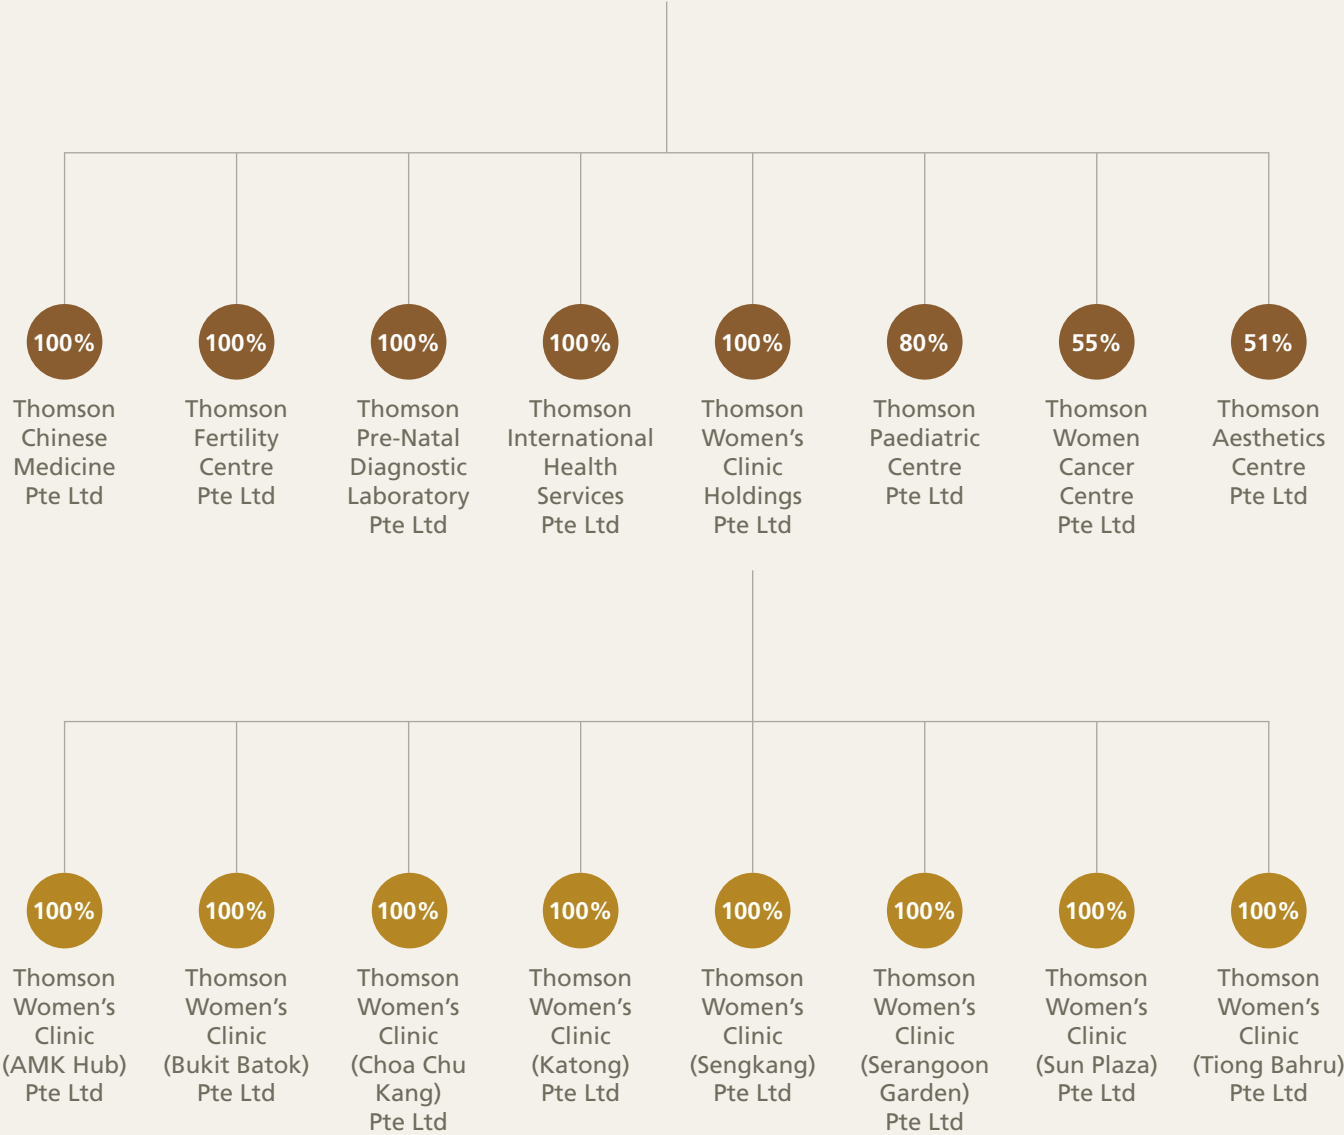 100%
Thomson
Chinese
Medicine
Pte Ltd
100%
Thomson
Fertility
Centre
Pte Ltd
100%
Thomson
Pre-Natal
Diagnostic
Laboratory
Pte Ltd
100%
Thomson
International
Health
Services
Pte Ltd
100%
Thomson
Women's
Clinic
Holdings
Pte Ltd
80%
Thomson
Paediatric
Centre
Pte Ltd
55%
Thomson
Women
Cancer
Centre
Pte Ltd
51%
Thomson
Aesthetics
Centre
Pte Ltd
100%
Thomson
Women's
Clinic
(AMK Hub)
Pte Ltd
100%
Thomson
Women's
Clinic
(Bukit Batok)
Pte Ltd
100%
Thomson
Women's
Clinic
(Choa Chu
Kang)
Pte Ltd
100%
Thomson
Women's
Clinic
(Katong)
Pte Ltd
100%
Thomson
Women's
Clinic
(Sengkang)
Pte Ltd
100%
Thomson
Women's
Clinic
(Serangoon
Garden)
Pte Ltd
100%
Thomson
Women's
Clinic
(Sun Plaza)
Pte Ltd
100%
Thomson
Women's
Clinic
(Tiong Bahru)
Pte Ltd